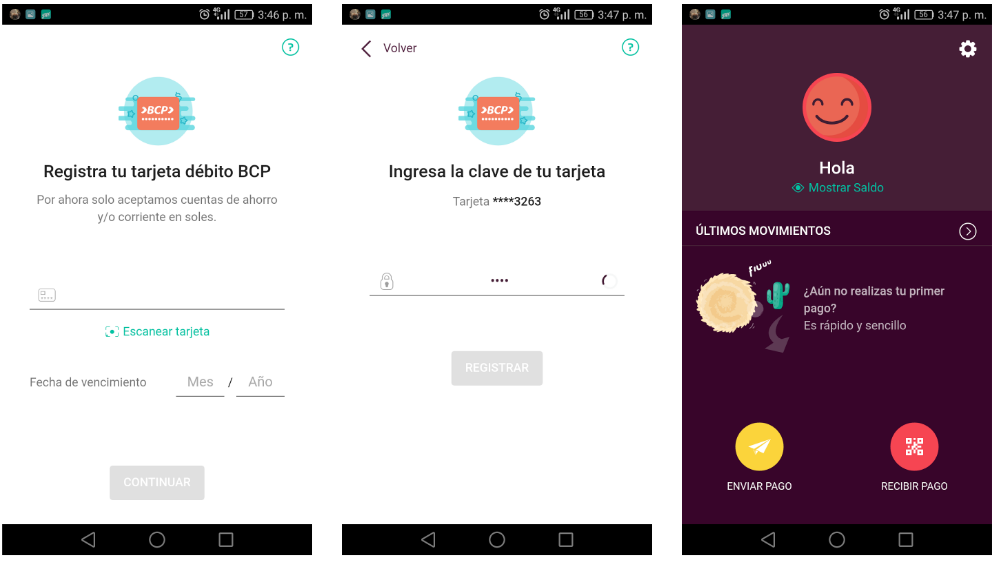 4G 57 3:46 p. m.
?
>BCP>
Registra tu tarjeta débito BCP
Por ahora solo aceptamos cuentas de ahorro
y/o corriente en soles.
Escanear tarjeta
Fecha de vencimiento Mes / Año
CONTINUAR
4G 56 3:47 p. m.
Volver ?
>BCP>
Ingresa la clave de tu tarjeta
Tarjeta ****3263
••••
REGISTRAR
4G 56 3:47 p. m.
Hola
Mostrar Saldo
ÚLTIMOS MOVIMIENTOS
fiuuu
¿Aún no realizas tu primer
pago?
Es rápido y sencillo
ENVIAR PAGO RECIBIR PAGO